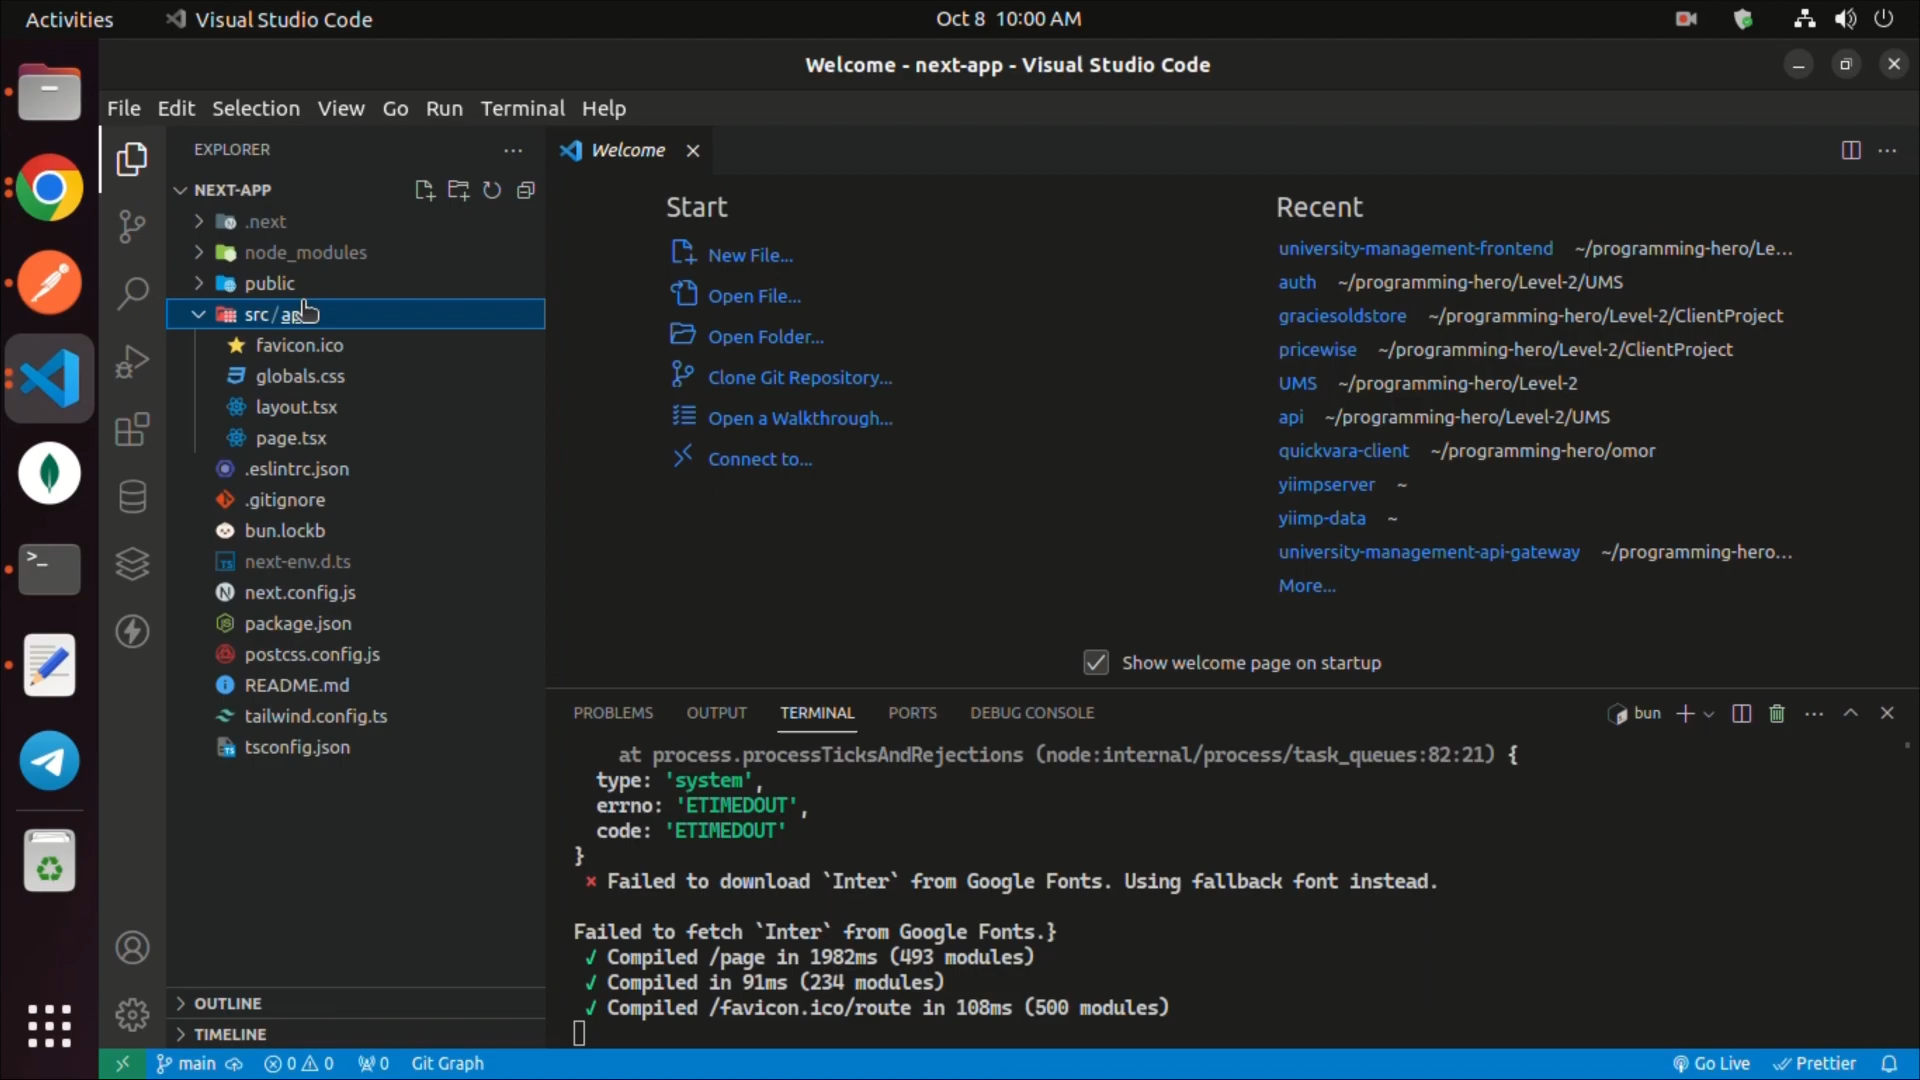 Activities
Visual Studio Code
Oct 8 10:00 AM
Welcome - next-app - Visual Studio Code
File Edit Selection View Go Run Terminal Help
EXPLORER
NEXT-APP
.next
node_modules
public
src / 
favicon.ico
globals.css
layout.tsx
page.tsx
.eslintrc.json
.gitignore
bun.lockb
next-env.d.ts
next.config.js
package.json
postcss.config.js
README.md
tailwind.config.ts
tsconfig.json
OUTLINE
TIMELINE
Welcome
Start
New File...
Open File...
Open Folder...
Clone Git Repository...
Open a Walkthrough...
Connect to...
Recent
university-management-frontend ~/programming-hero/Le...
auth ~/programming-hero/Level-2/UMS
graciesoldstore ~/programming-hero/Level-2/ClientProject
pricewise ~/programming-hero/Level-2/ClientProject
UMS ~/programming-hero/Level-2
api ~/programming-hero/Level-2/UMS
quickvara-client ~/programming-hero/omor
yiimpserver ~
yiimp-data ~
university-management-api-gateway ~/programming-hero...
More...
Show welcome page on startup
PROBLEMS OUTPUT TERMINAL PORTS DEBUG CONSOLE
bun
at process.processTicksAndRejections (node:internal/process/task_queues:82:21) {
type: 'system',
errno: 'ETIMEDOUT',
code: 'ETIMEDOUT'
}
× Failed to download `Inter` from Google Fonts. Using fallback font instead.
Failed to fetch `Inter` from Google Fonts.}
✓ Compiled /page in 1982ms (493 modules)
✓ Compiled in 91ms (234 modules)
✓ Compiled /favicon.ico/route in 108ms (500 modules)
main 0 0 0 Git Graph
Go Live Prettier